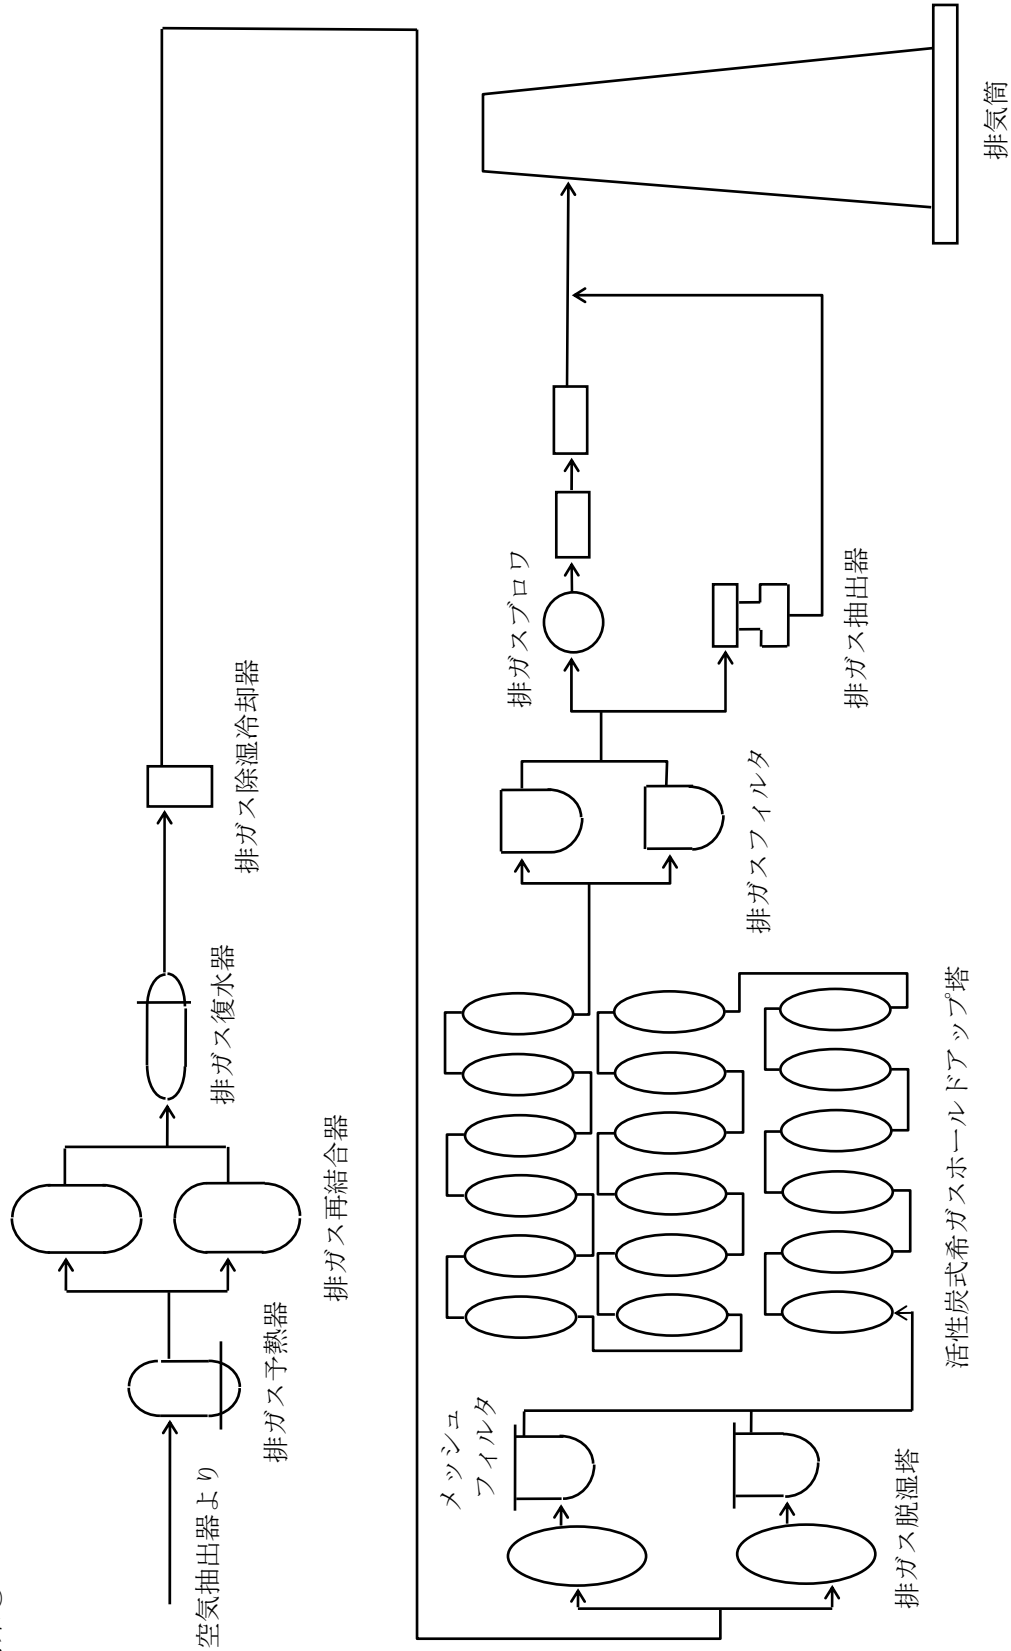 空気抽出器より
排ガス予熱器
排ガス再結合器
排ガス復水器
排ガス除湿冷却器
メッシュ
フィルタ
排ガス脱湿塔
活性炭式希ガスホールドアップ塔
排ガスフィルタ
排ガスブロワ
排ガス抽出器
排気筒